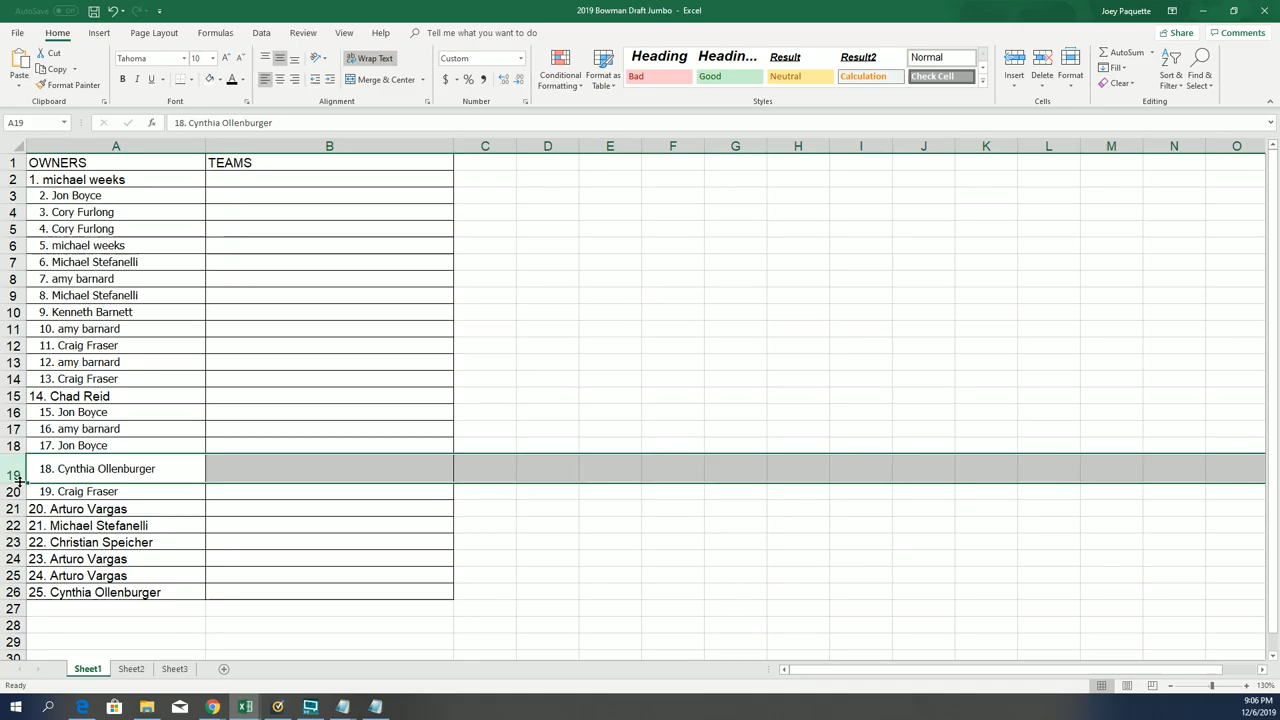 AutoSave Off 2019 Bowman Draft Jumbo - Excel Joey Paquette
File Home Insert Page Layout Formulas Data Review View Help Tell me what you want to do Share Comments
Paste Cut Copy Format Painter
Tahoma 10 A A
B I U A
Wrap Text
Merge & Center
Custom
$ % ,
Conditional Formatting Format as Table
Heading Headin... Result Result2 Normal
Bad Good Neutral Calculation Check Cell
Insert Delete Format
AutoSum Fill Clear
Sort & Filter Find & Select
Clipboard Font Alignment Number Styles Cells Editing
A19 fx 18. Cynthia Ollenburger
A B C D E F G H I J K L M N O
1 OWNERS TEAMS
2 1. michael weeks
3 2. Jon Boyce
4 3. Cory Furlong
5 4. Cory Furlong
6 5. michael weeks
7 6. Michael Stefanelli
8 7. amy barnard
9 8. Michael Stefanelli
10 9. Kenneth Barnett
11 10. amy barnard
12 11. Craig Fraser
13 12. amy barnard
14 13. Craig Fraser
15 14. Chad Reid
16 15. Jon Boyce
17 16. amy barnard
18 17. Jon Boyce
19 18. Cynthia Ollenburger
20 19. Craig Fraser
21 20. Arturo Vargas
22 21. Michael Stefanelli
23 22. Christian Speicher
24 23. Arturo Vargas
25 24. Arturo Vargas
26 25. Cynthia Ollenburger
27
28
29
30
Sheet1 Sheet2 Sheet3
Ready 130%
9:06 PM
12/6/2019